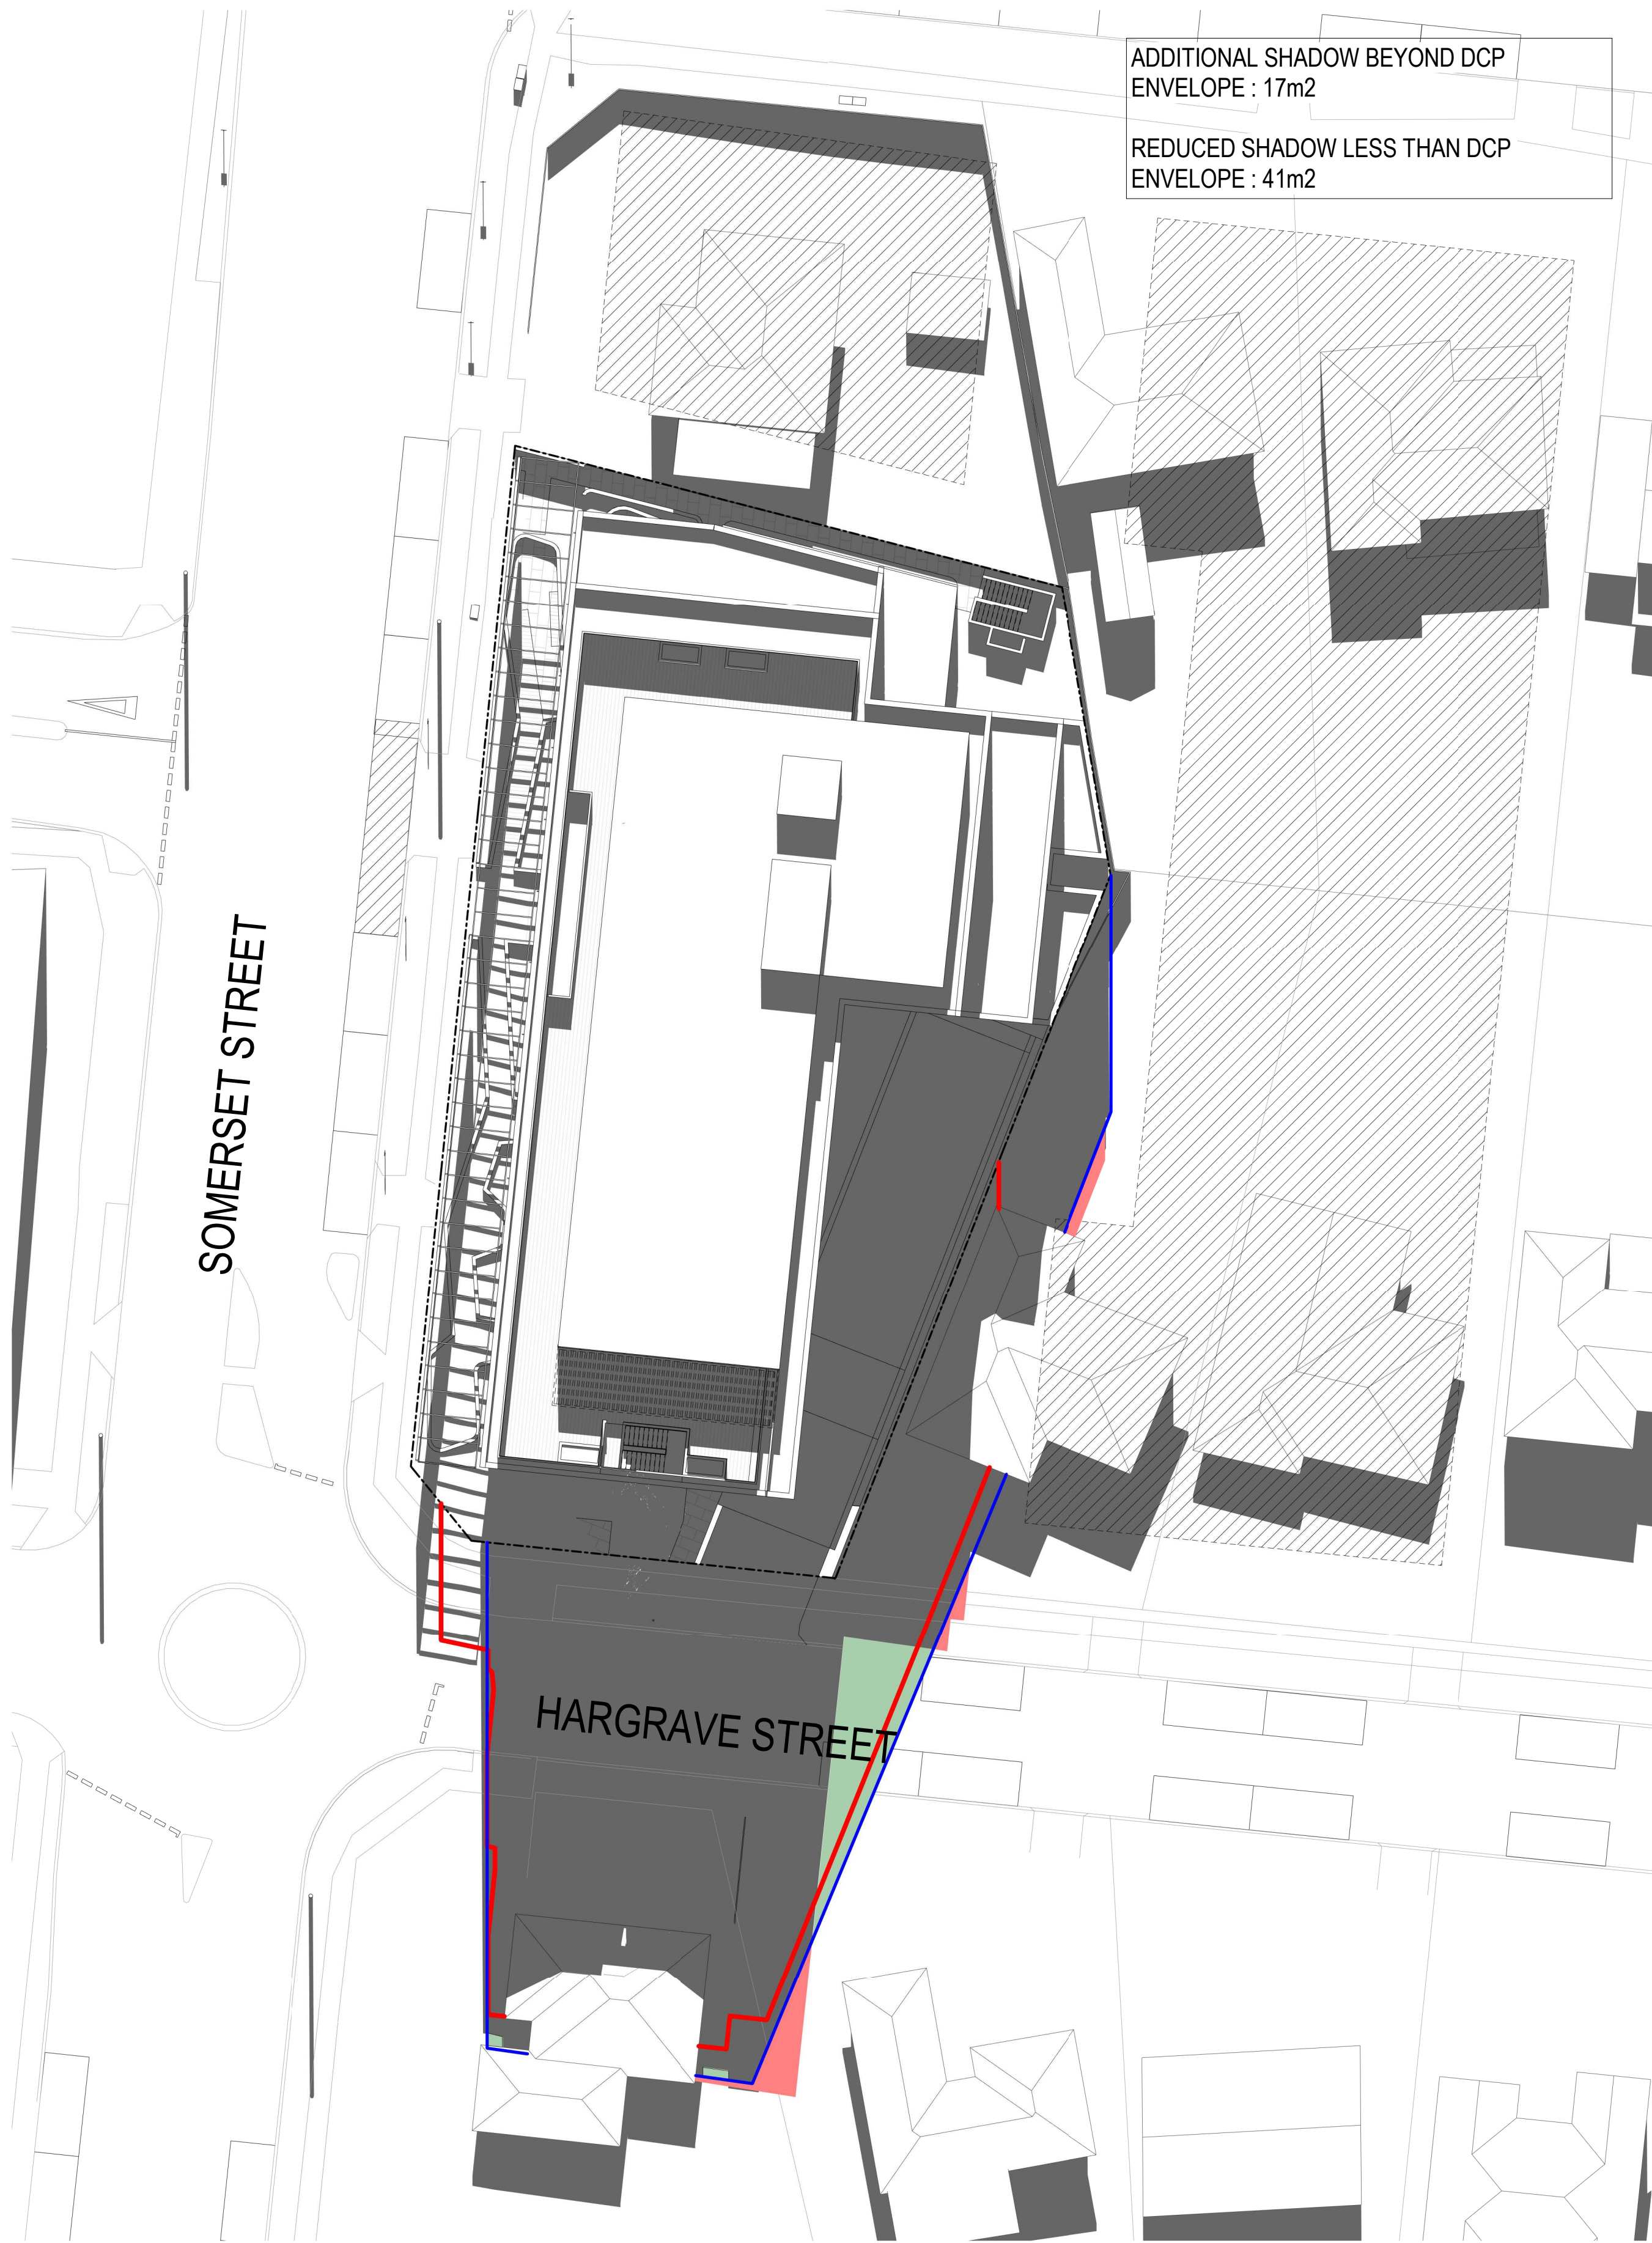 ADDITIONAL SHADOW BEYOND DCP
ENVELOPE : 17m2
REDUCED SHADOW LESS THAN DCP
ENVELOPE : 41m2
SOMERSET STREET
HARGRAVE STREET